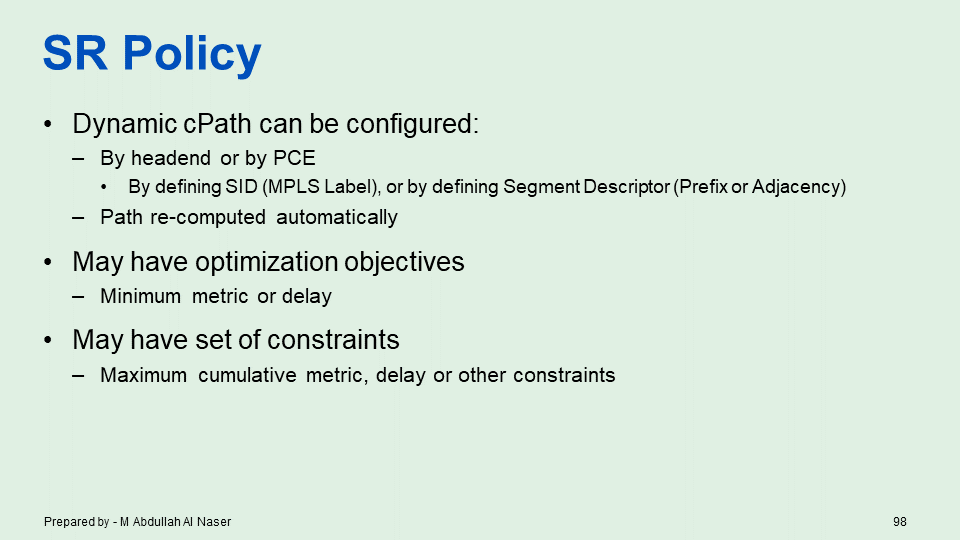 SR Policy
• Dynamic cPath can be configured:
– By headend or by PCE
• By defining SID (MPLS Label), or by defining Segment Descriptor (Prefix or Adjacency)
– Path re-computed automatically
• May have optimization objectives
– Minimum metric or delay
• May have set of constraints
– Maximum cumulative metric, delay or other constraints
Prepared by - M Abdullah Al Naser
98